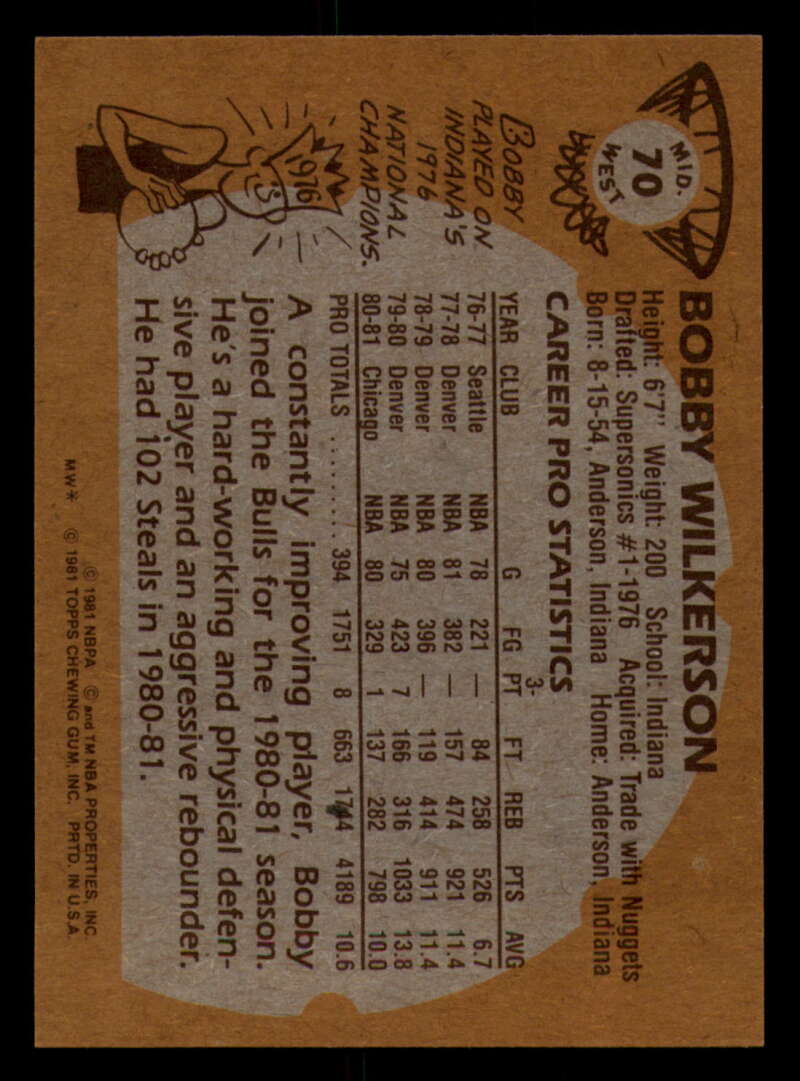 MID.
70
WEST
BOBBY WILKERSON
Height: 6'7" Weight: 200 School: Indiana
Drafted: Supersonics #1-1976 Acquired: Trade with Nuggets
Born: 8-15-54, Anderson, Indiana Home: Anderson, Indiana
1976
BOBBY
PLAYED ON
INDIANA'S
1976
NATIONAL
CHAMPIONS.
CAREER PRO STATISTICS
YEAR CLUB G FG 3-PT FT REB PTS AVG
76-77 Seattle NBA 78 221 — 84 258 526 6.7
77-78 Denver NBA 81 382 — 157 474 921 11.4
78-79 Denver NBA 80 396 — 119 414 911 11.4
79-80 Denver NBA 75 423 7 166 316 1033 13.8
80-81 Chicago NBA 80 329 1 137 282 798 10.0
PRO TOTALS ......... 394 1751 8 663 1744 4189 10.6
A constantly improving player, Bobby
joined the Bulls for the 1980-81 season.
He's a hard-working and physical defen-
sive player and an aggressive rebounder.
He had 102 Steals in 1980-81.
© 1981 NBPA © and TM NBA PROPERTIES, INC.
MW* © 1981 TOPPS CHEWING GUM, INC. PRTD. IN U.S.A.